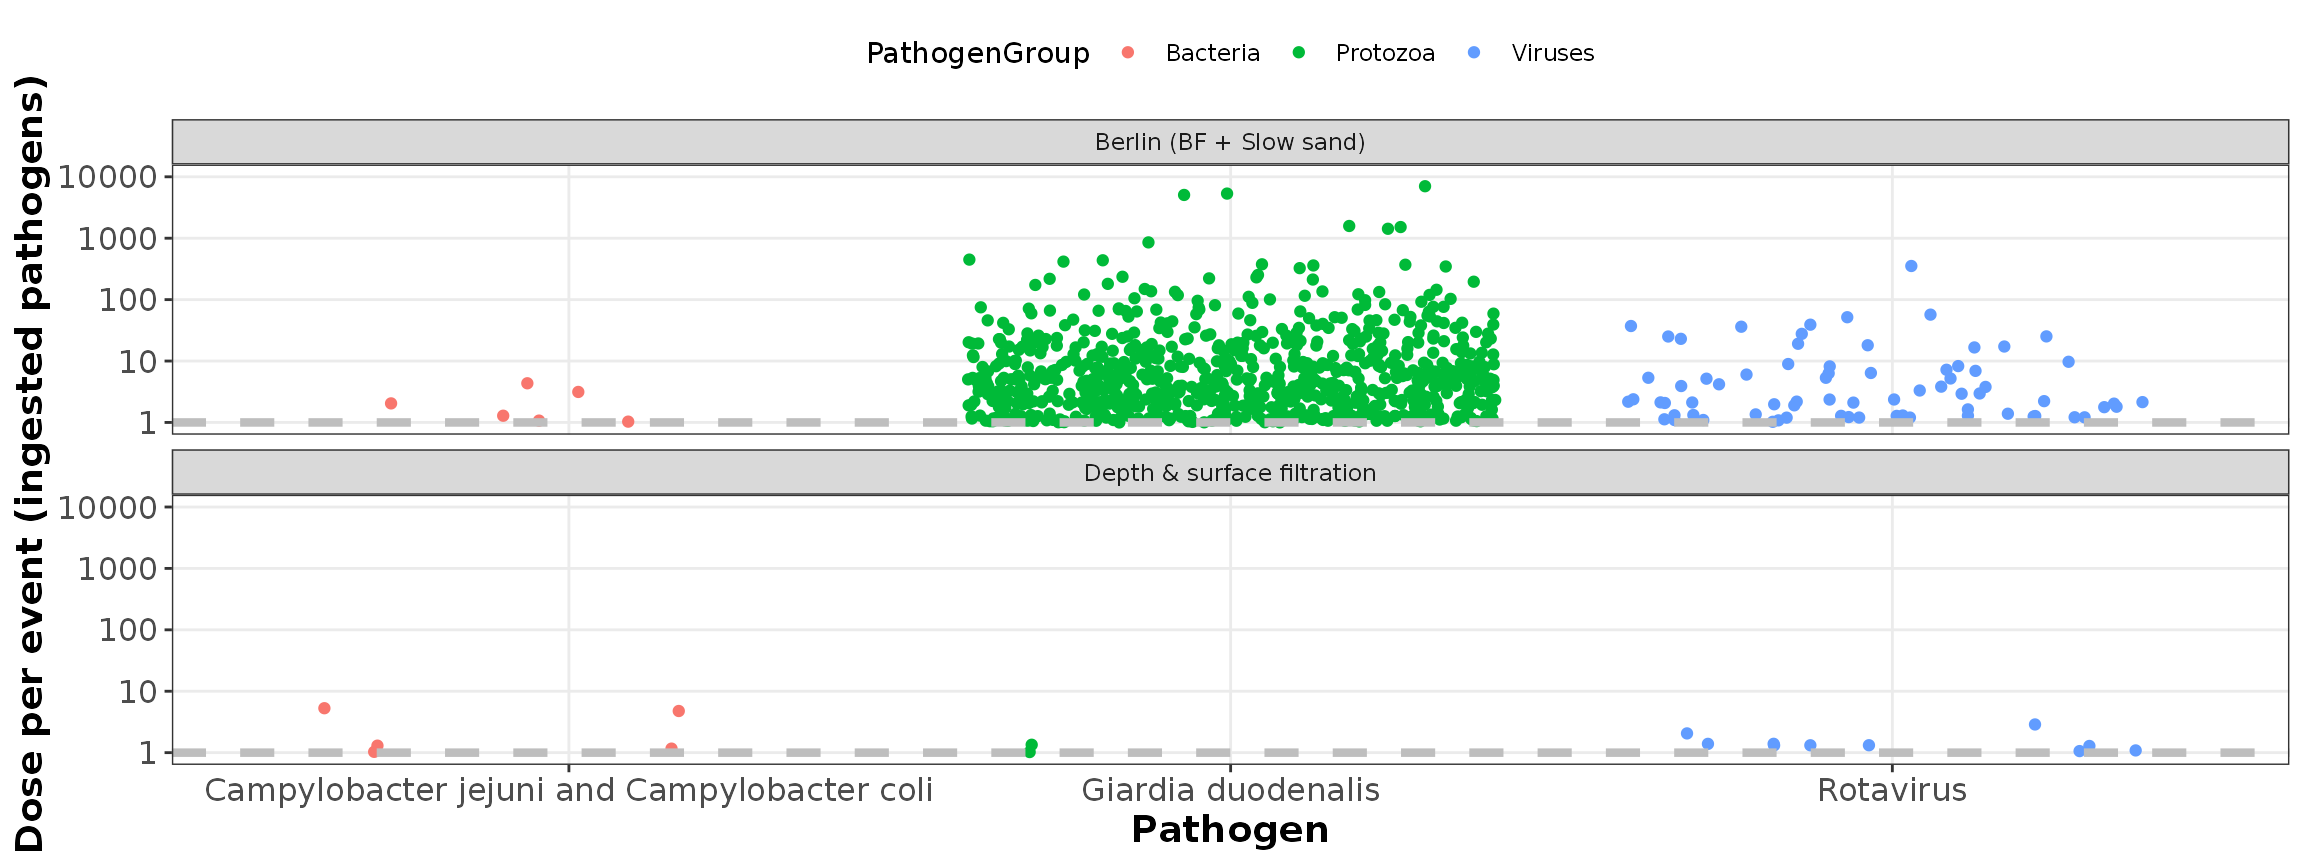 PathogenGroup Bacteria Protozoa Viruses
Dose per event (ingested pathogens)
Berlin (BF + Slow sand)
10000
1000
100
10
1
Depth & surface filtration
10000
1000
100
10
1
Campylobacter jejuni and Campylobacter coli Giardia duodenalis Rotavirus
Pathogen